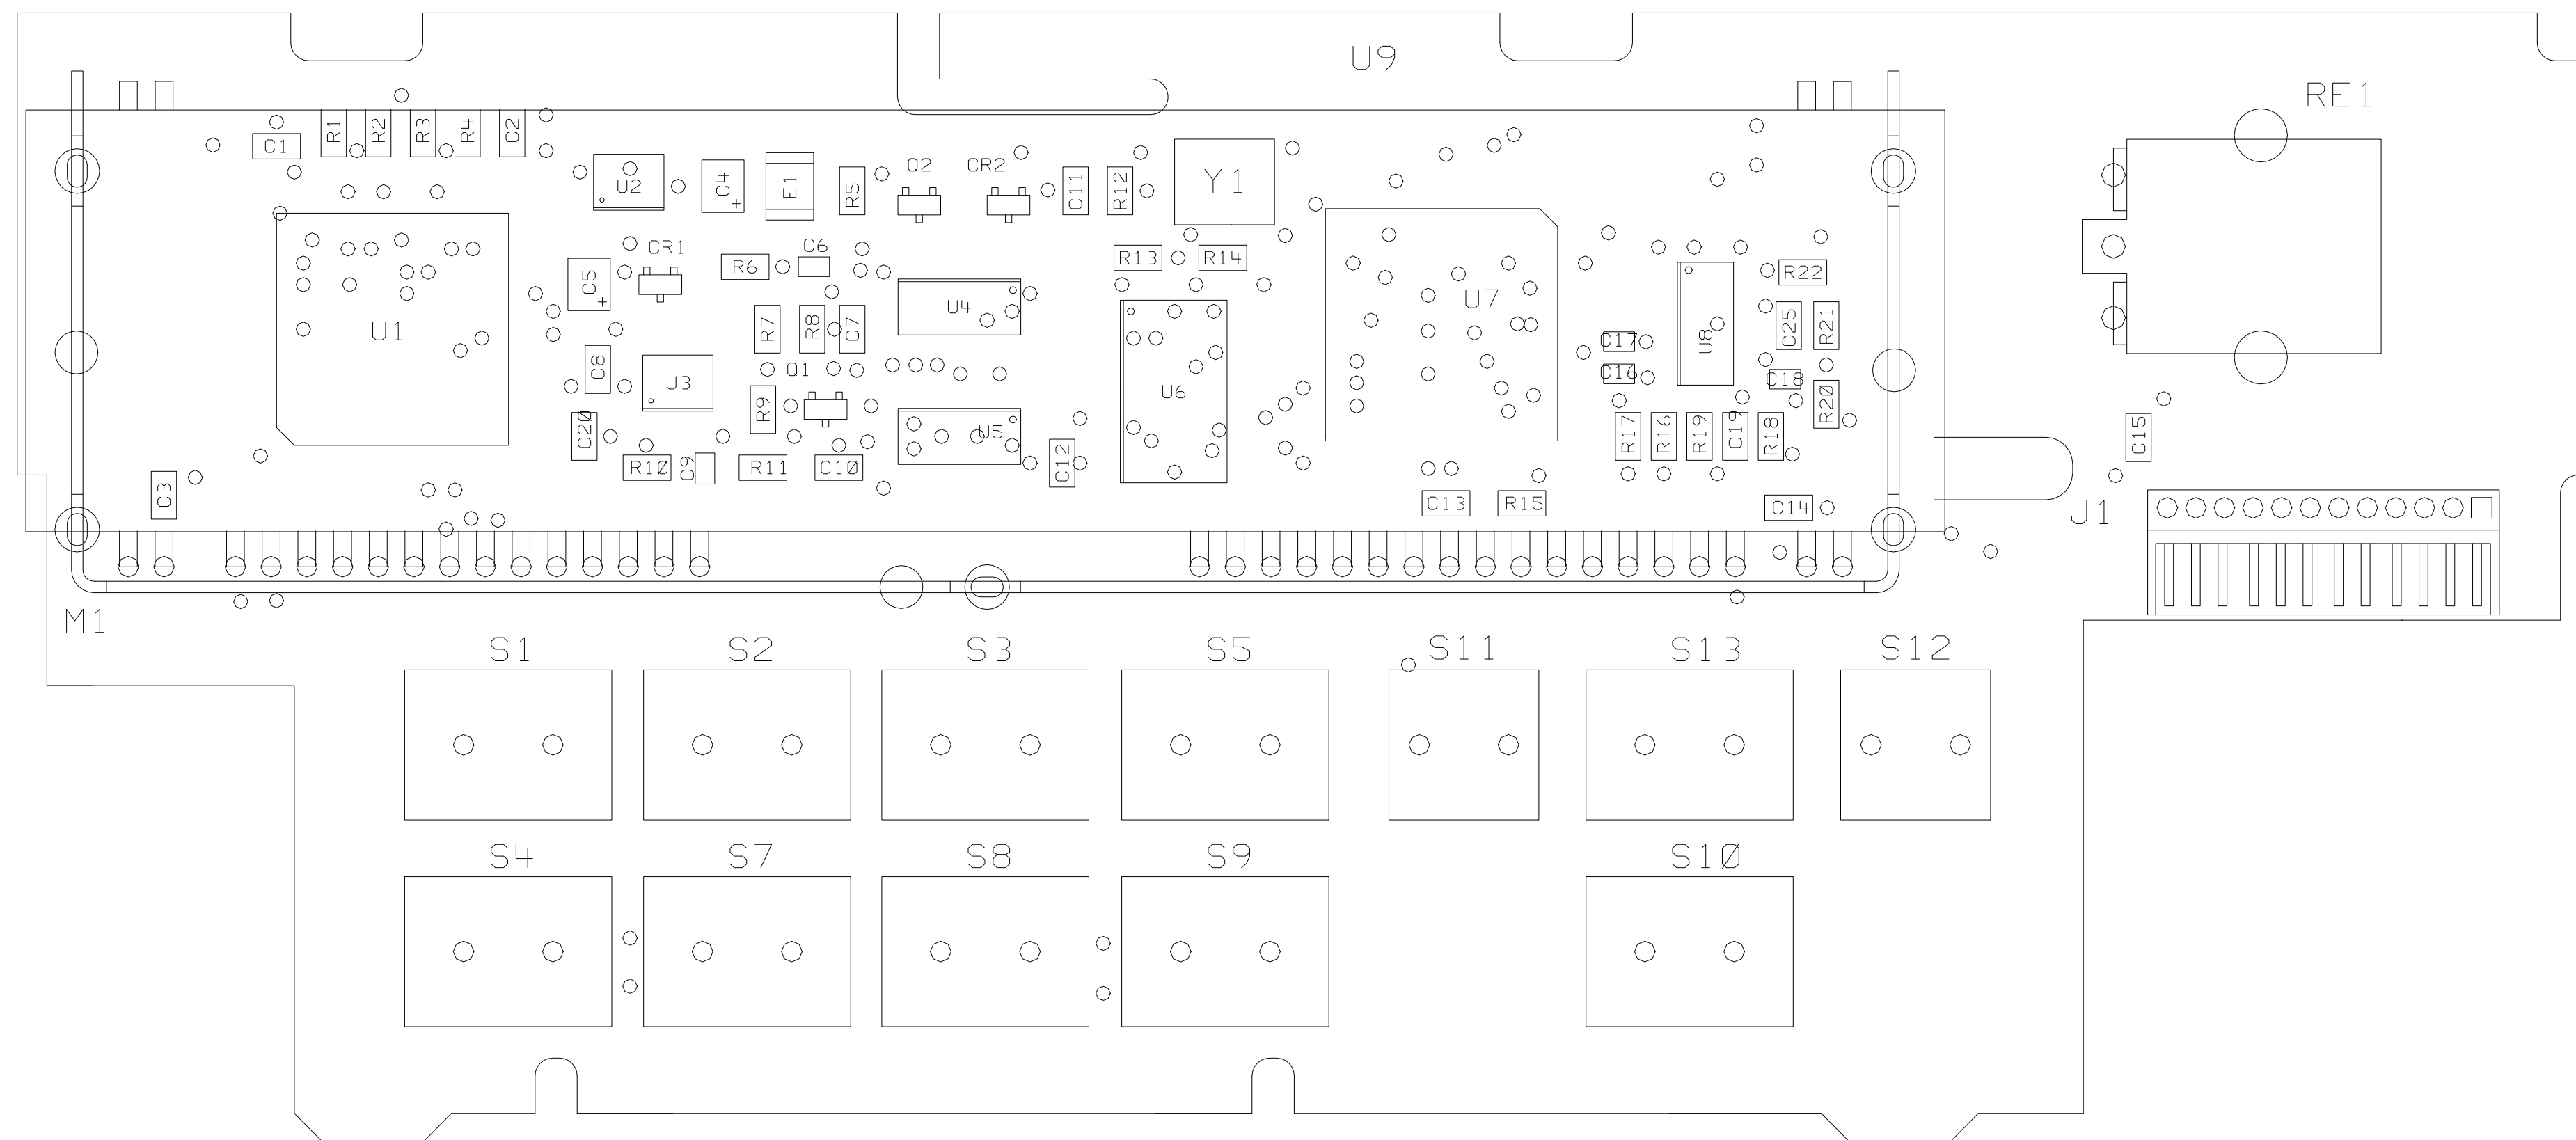 U9
RE1
R1 R2 R3 R4 C2
C1
Q2 CR2
U2 C4 + E1 R5 C11 R12 Y1
CR1 C6
R6 R13 R14
C5 + R22
U4 U7
U1 R7 R8 C7 C25 R21
C17 U8
C8 Q1 C16 C18
U3 U6
R9 R20
C20 U5 R17 R16 R19 C19 R18 C15
R10 C9 R11 C10 C12
C3 C13 R15 C14 J1
M1
S1 S2 S3 S5 S11 S13 S12
S4 S7 S8 S9 S10